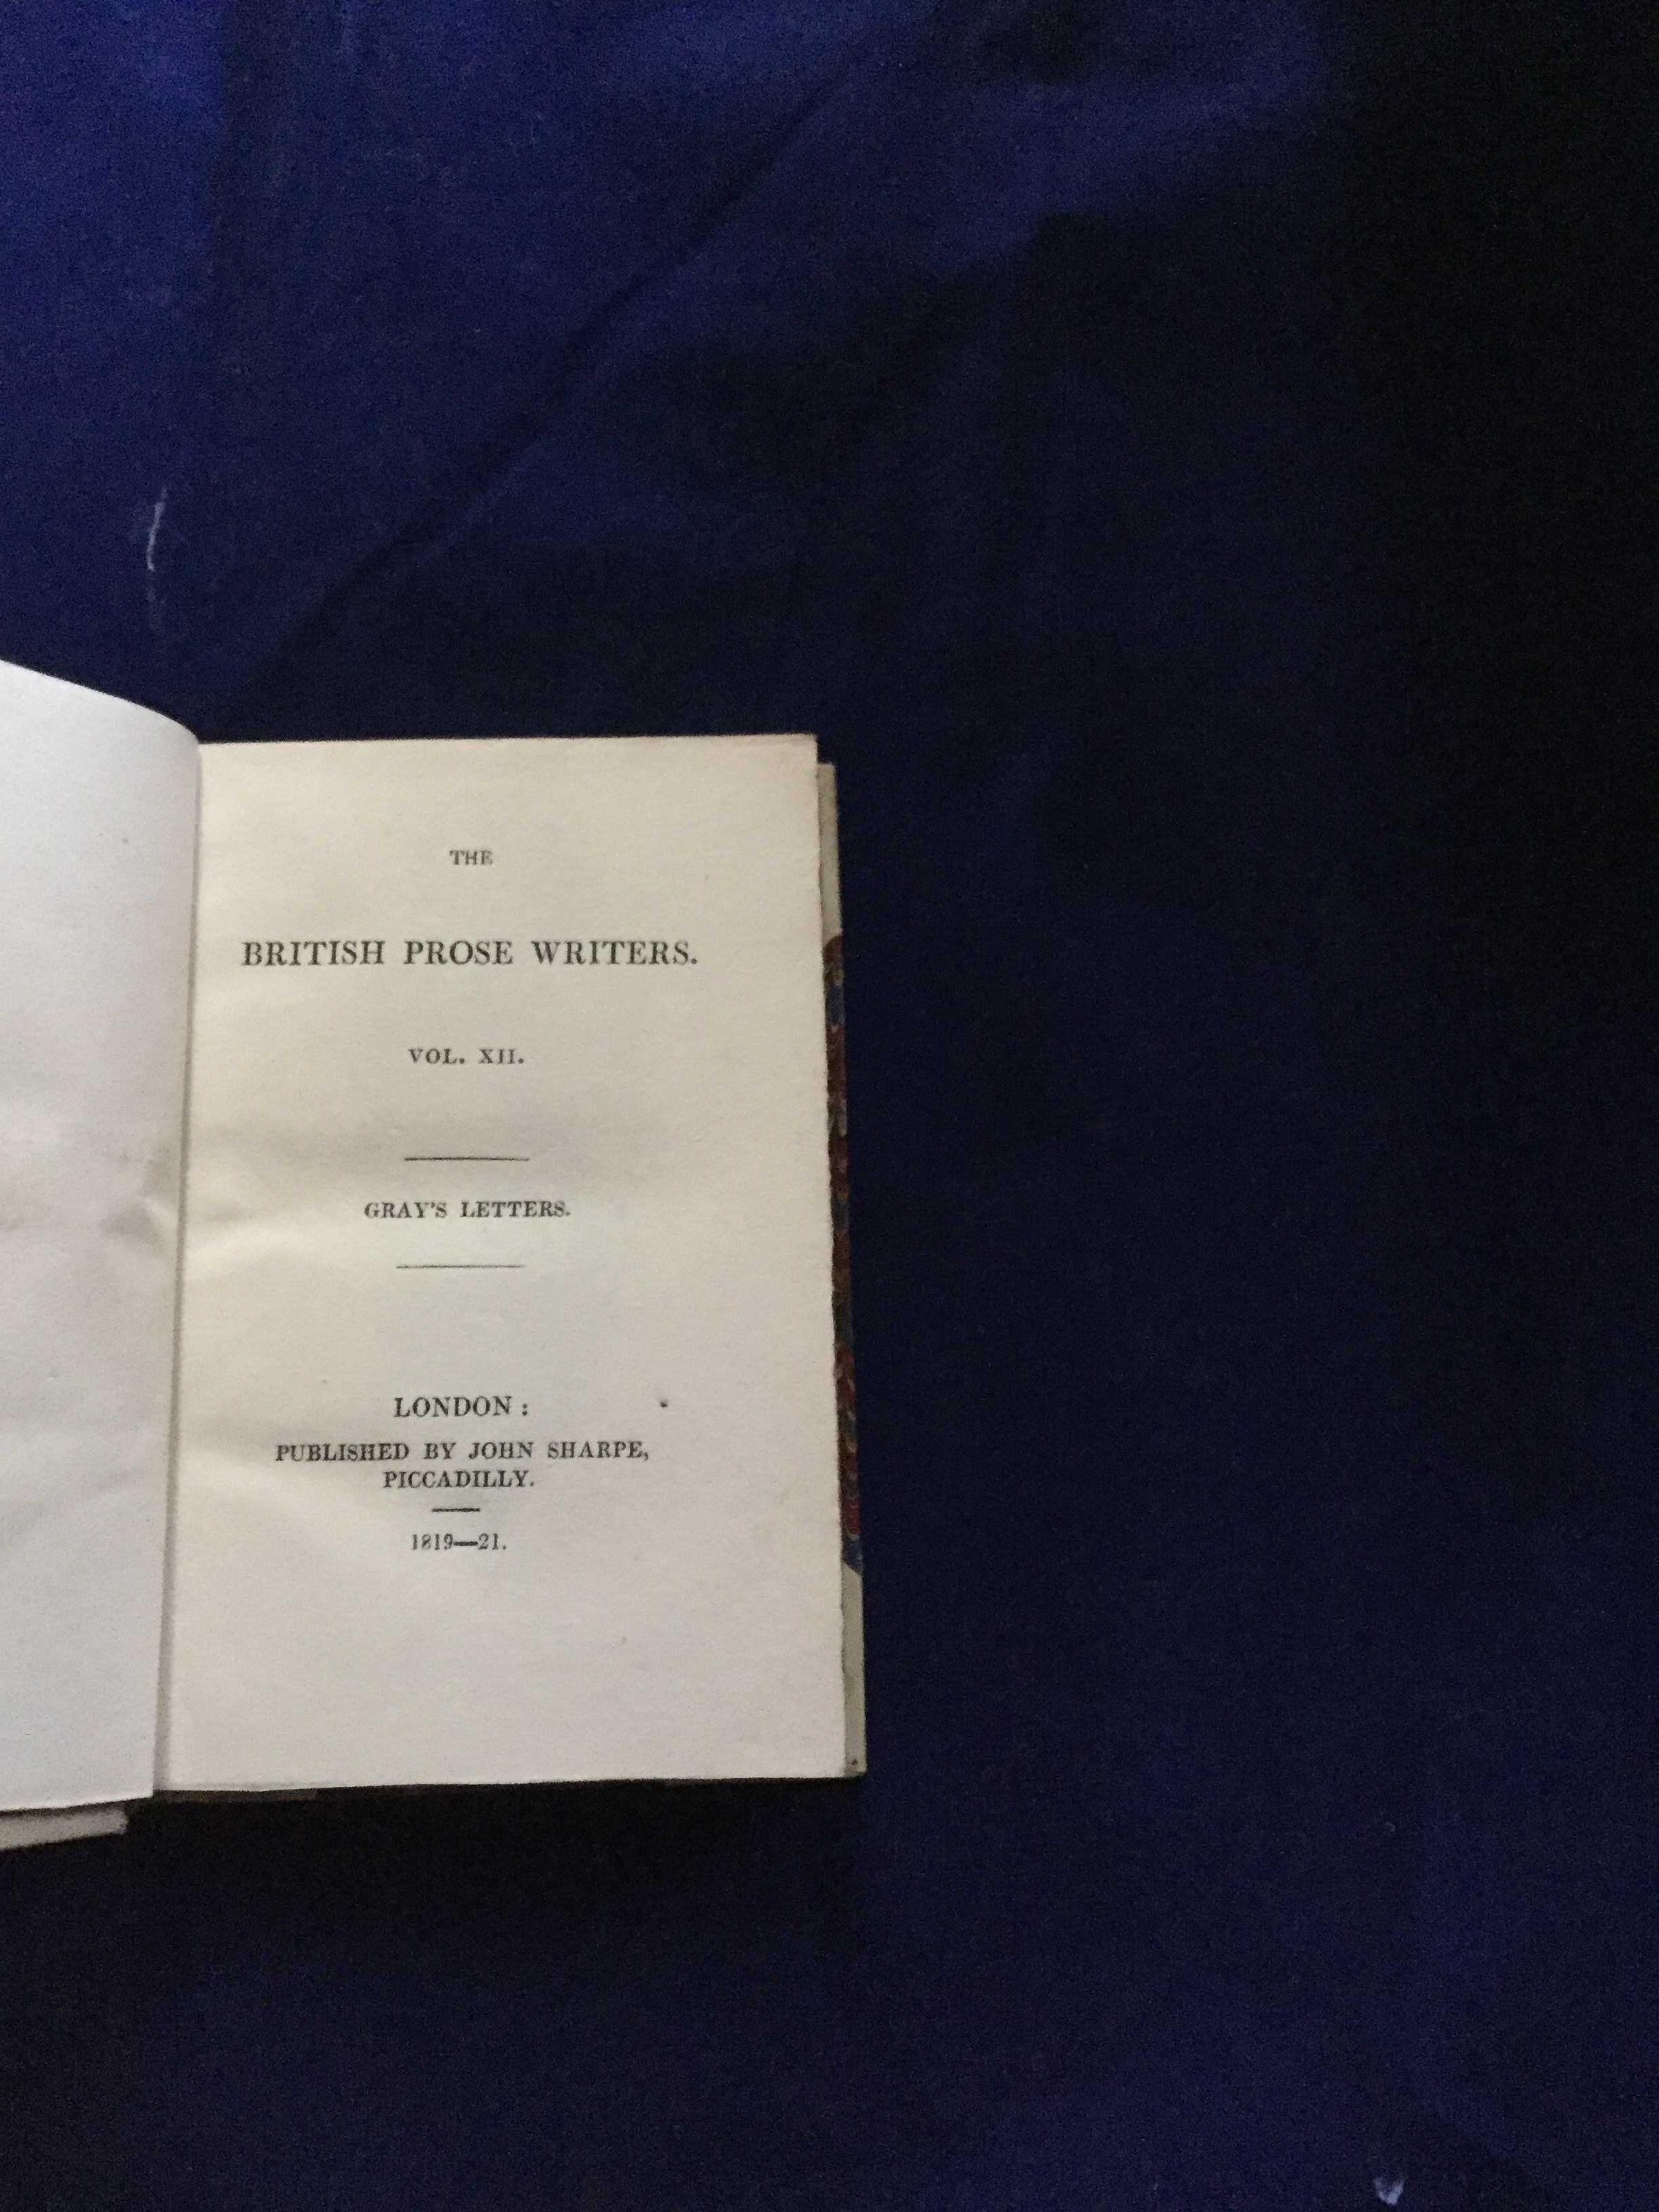 THE
BRITISH PROSE WRITERS.
VOL. XII.
GRAY'S LETTERS.
LONDON :
PUBLISHED BY JOHN SHARPE,
PICCADILLY.
1819—21.